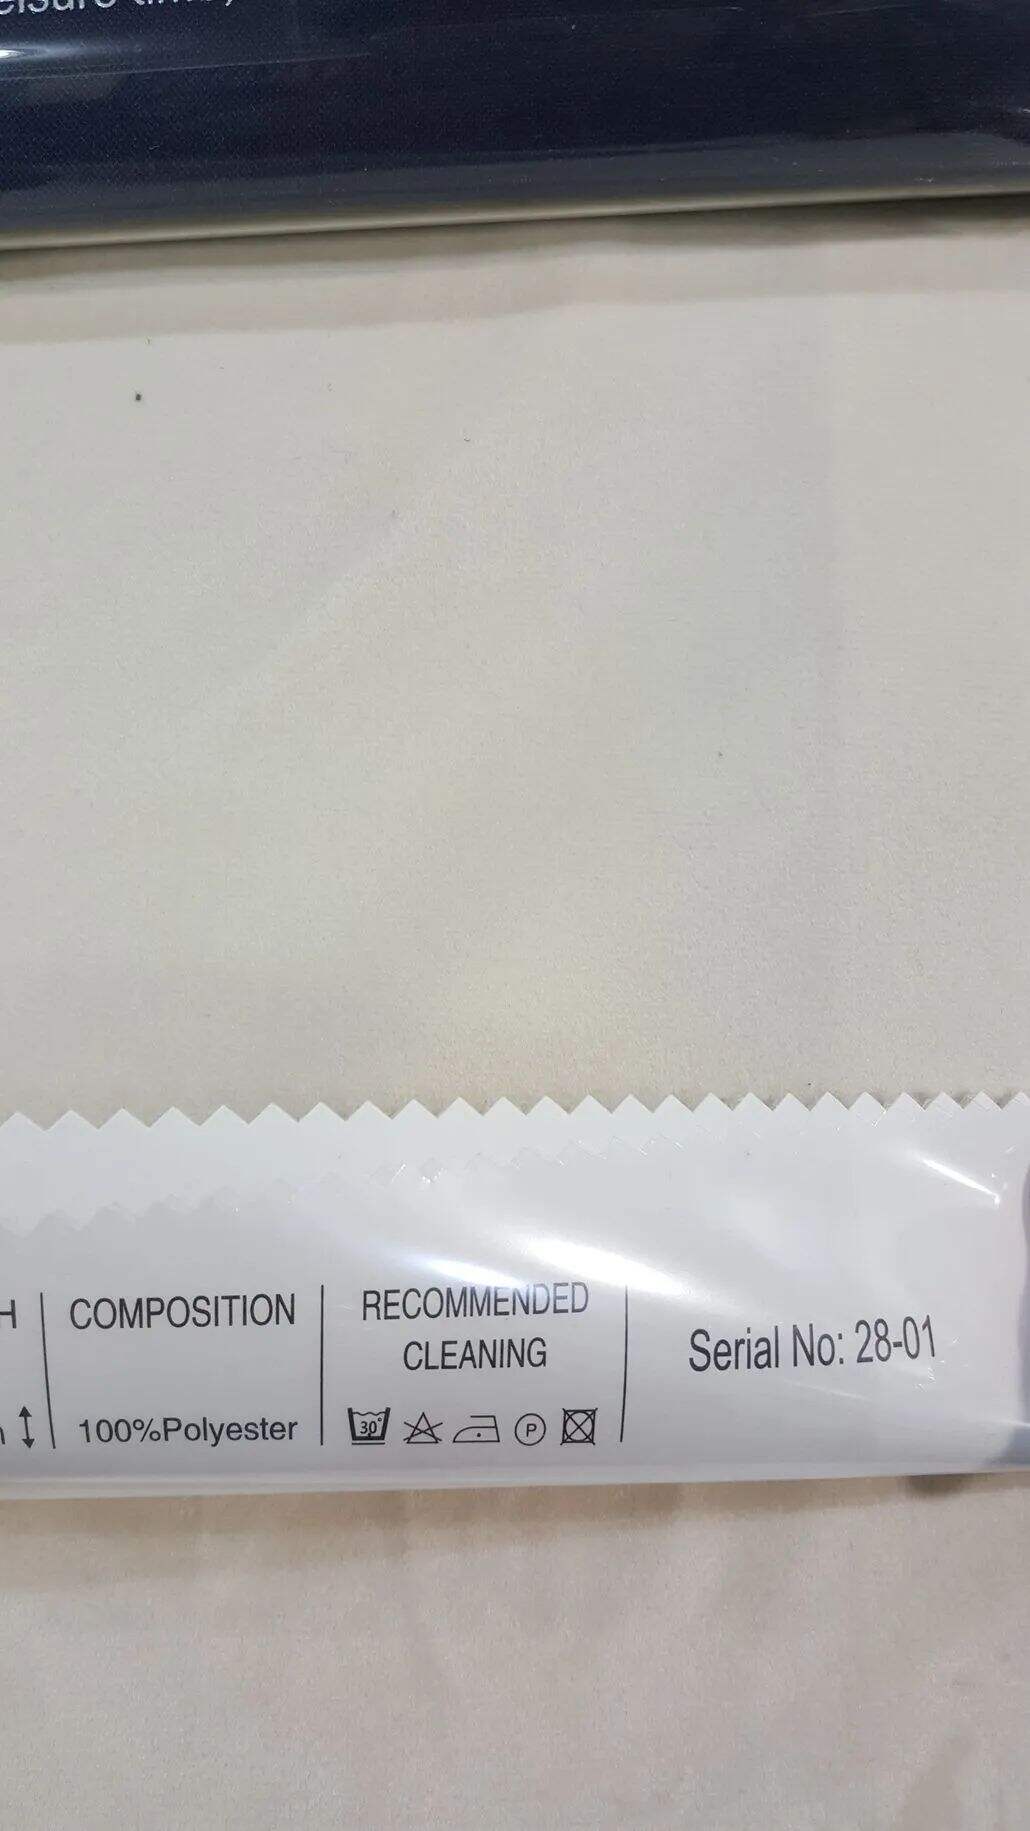 H
COMPOSITION
100%Polyester
RECOMMENDED
CLEANING
30°
P
Serial No: 28-01